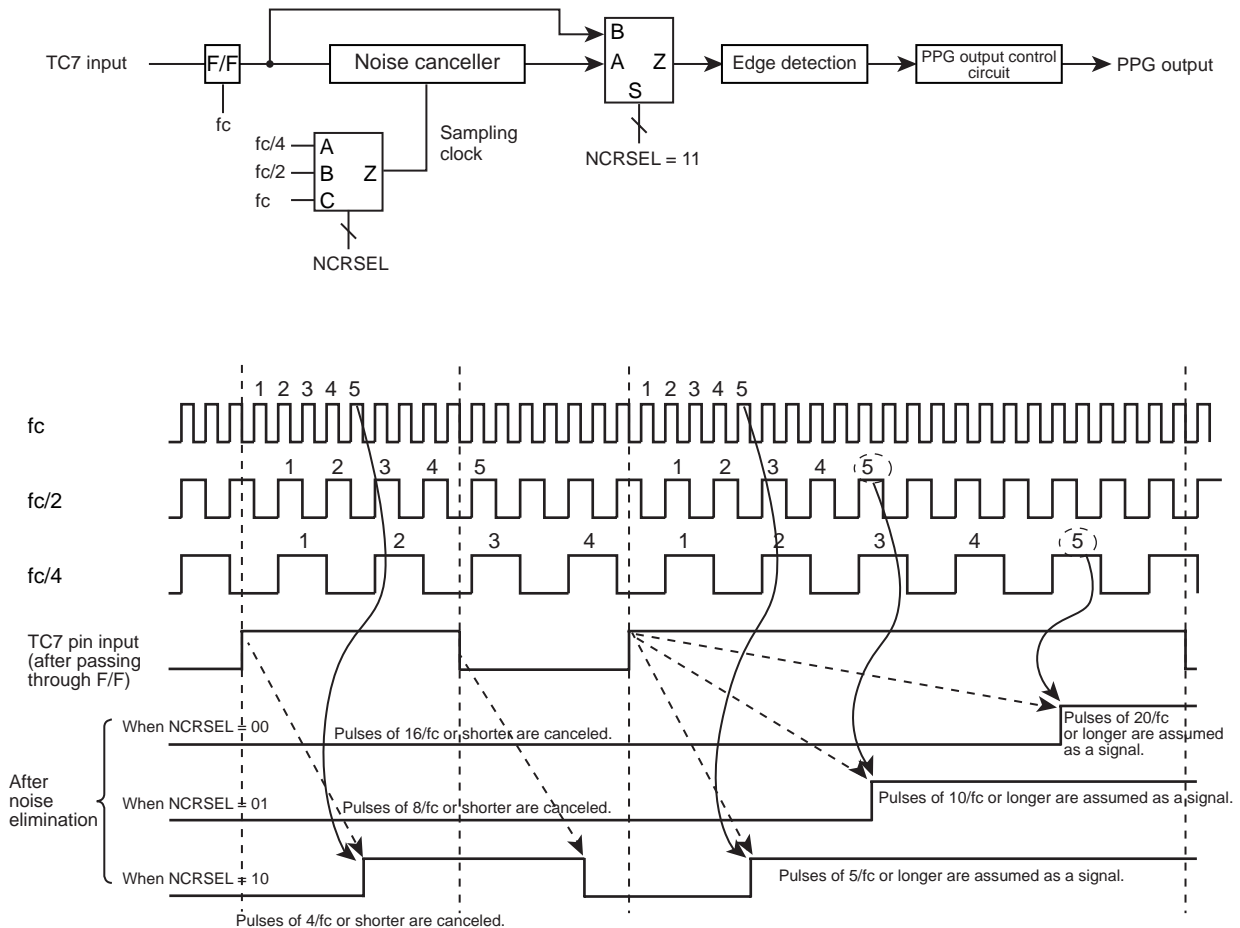 TC7 input
F/F
fc
Noise canceller
Sampling
clock
fc/4
fc/2
fc
A
B
C
Z
NCRSEL
B
A
Z
S
NCRSEL = 11
Edge detection
PPG output control
circuit
PPG output
1 2 3 4 5 1 2 3 4 5
fc
1 2 3 4 5 1 2 3 4 5
fc/2
1 2 3 4 1 2 3 4 5
fc/4
TC7 pin input
(after passing
through F/F)
After
noise
elimination
When NCRSEL = 00
Pulses of 16/fc or shorter are canceled.
Pulses of 20/fc
or longer are assumed
as a signal.
When NCRSEL = 01
Pulses of 8/fc or shorter are canceled.
Pulses of 10/fc or longer are assumed as a signal.
When NCRSEL = 10
Pulses of 5/fc or longer are assumed as a signal.
Pulses of 4/fc or shorter are canceled.